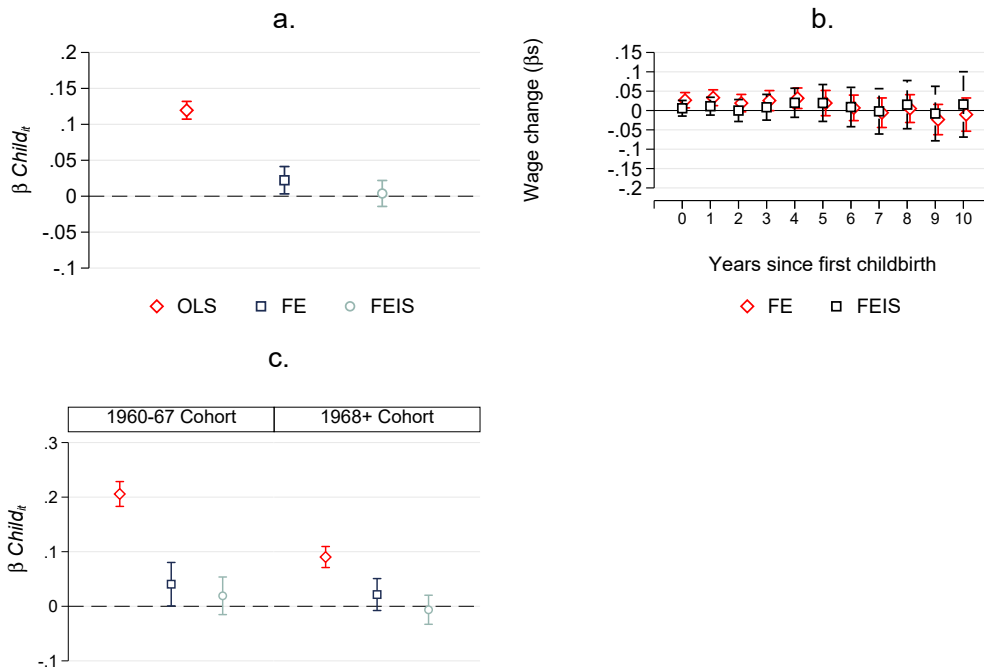 a.
.2
.15
.1
.05
0
-.05
-.1
β Child_it
OLS FE FEIS
b.
.15
.1
.05
0
-.05
-.1
-.15
-.2
Wage change (βs)
0 1 2 3 4 5 6 7 8 9 10
Years since first childbirth
FE FEIS
c.
1960-67 Cohort 1968+ Cohort
.3
.2
.1
0
-.1
β Child_it